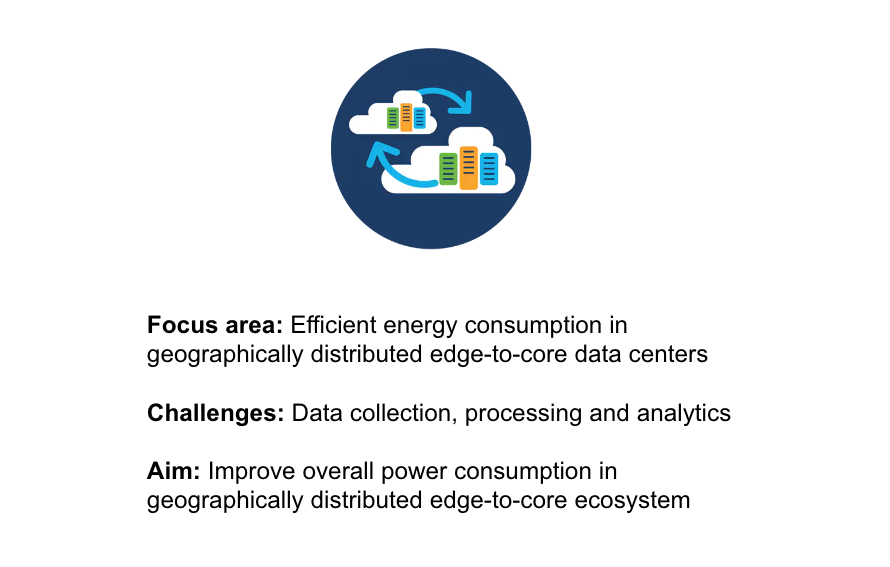 Focus area: Efficient energy consumption in
geographically distributed edge-to-core data centers
Challenges: Data collection, processing and analytics
Aim: Improve overall power consumption in
geographically distributed edge-to-core ecosystem